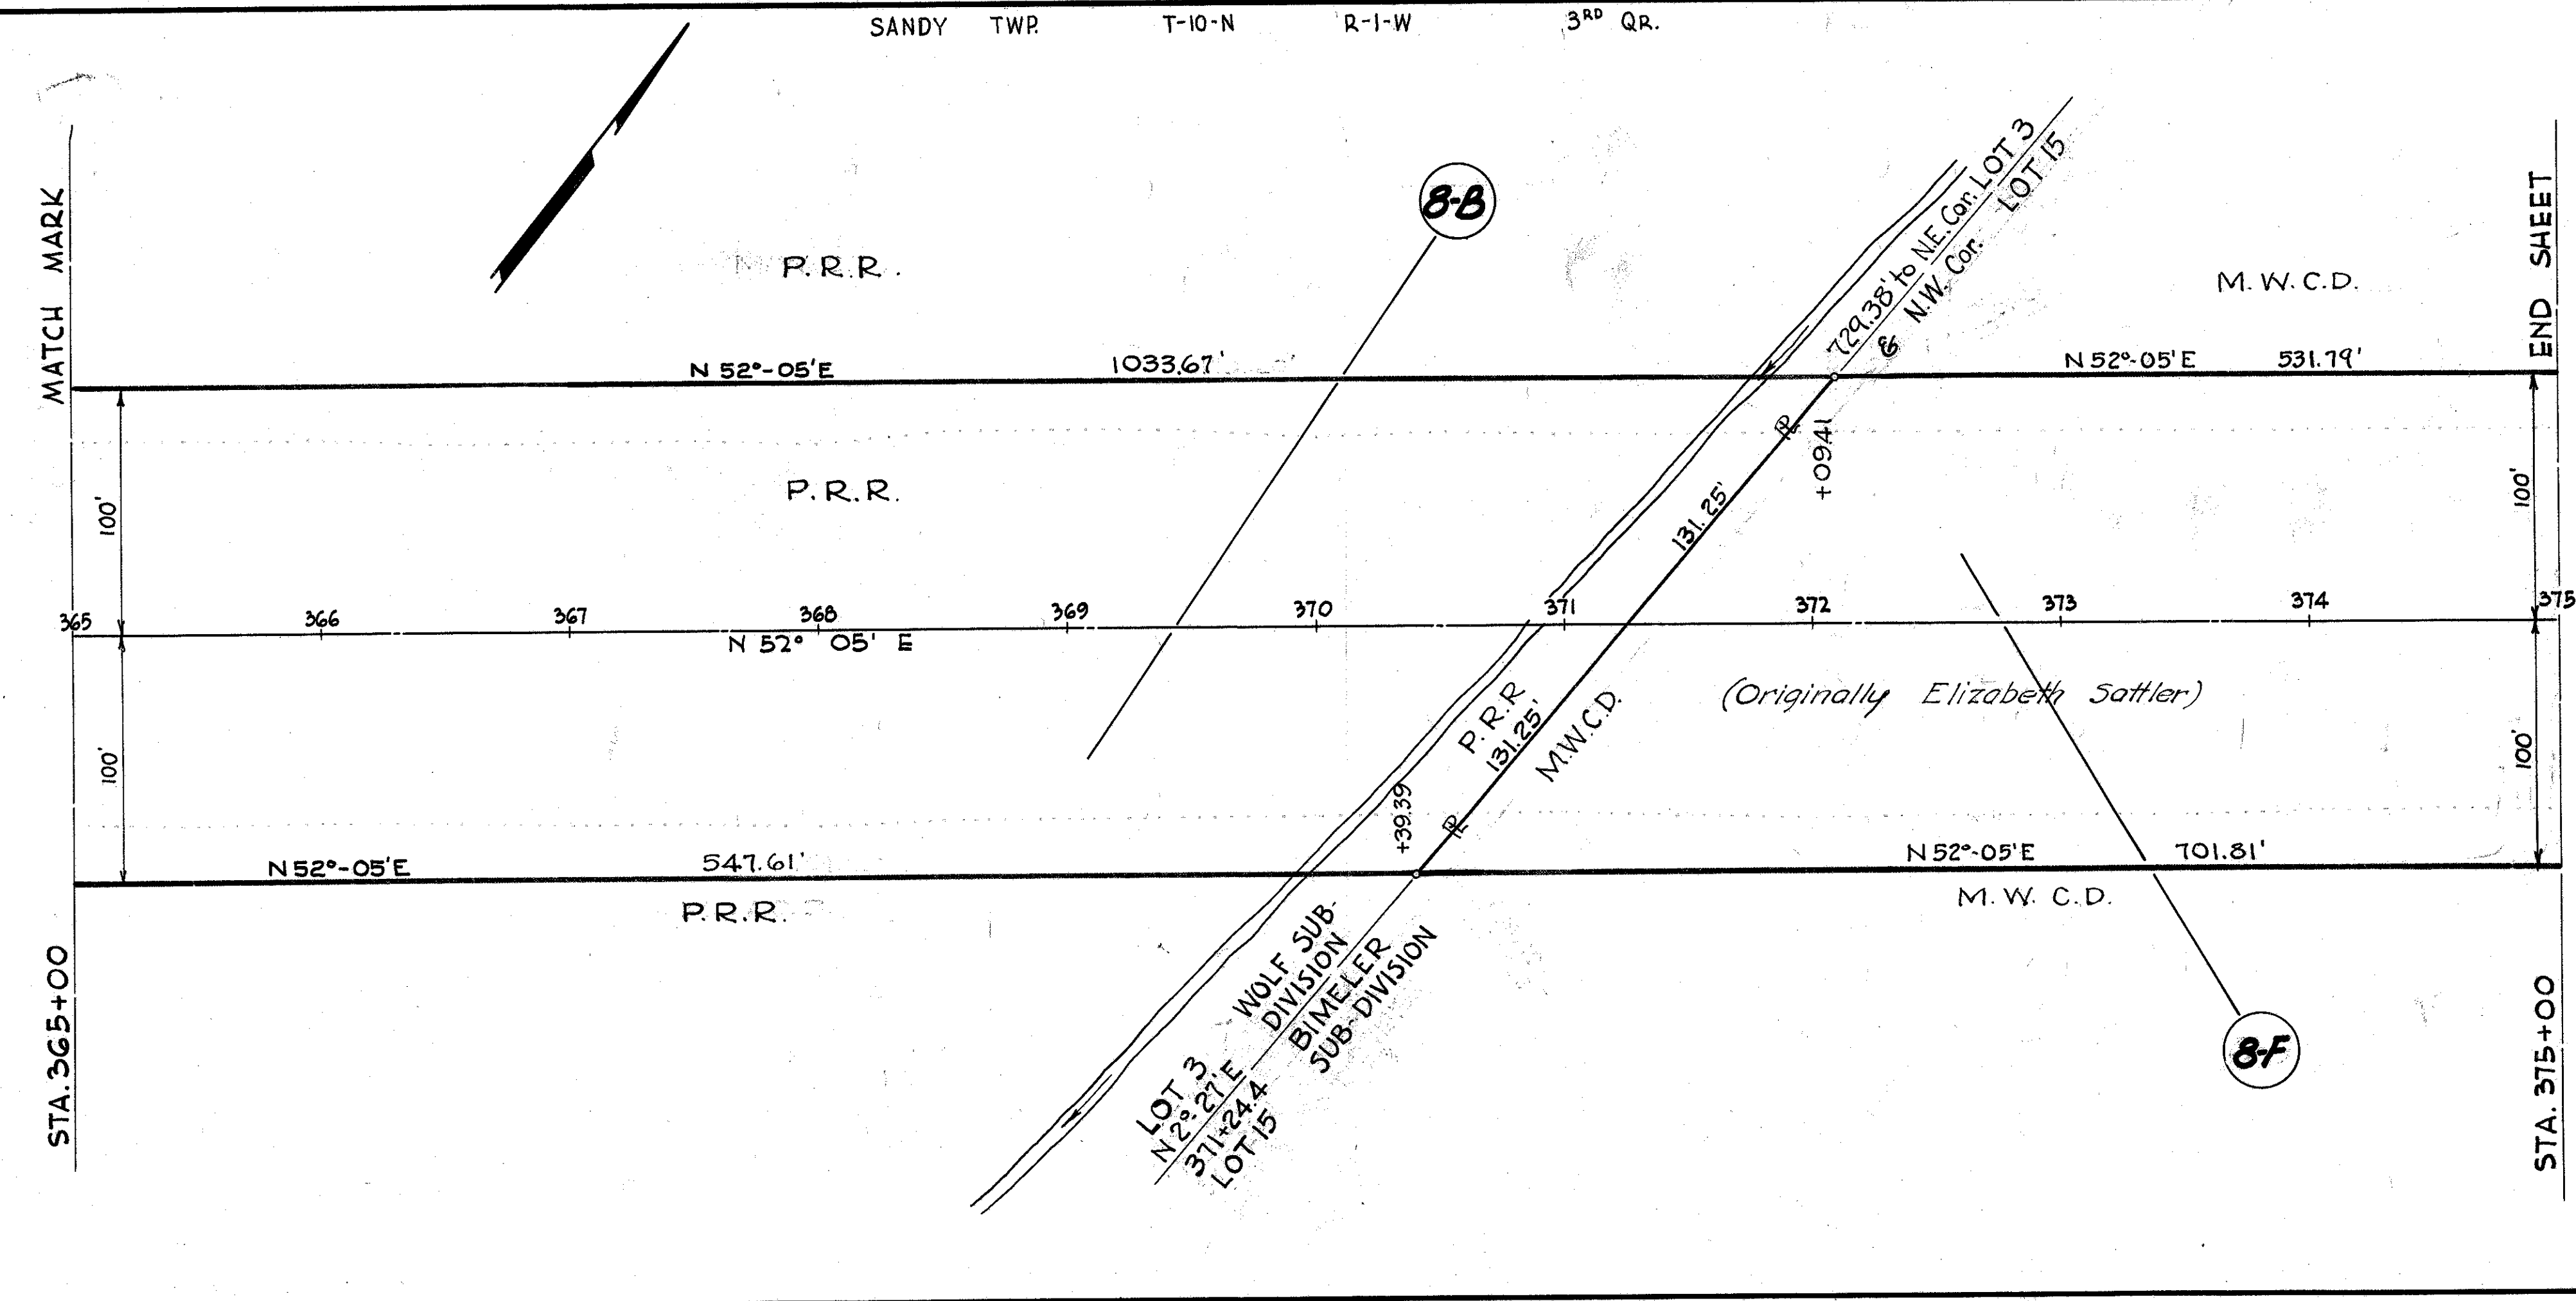 SANDY TWP. T-10-N R-1-W 3RD QR.
MATCH MARK
END SHEET
8-B
P.R.R.
M.W.C.D.
729.38' to N.E. Cor. LOT 3
& N.W. Cor. LOT 15
N 52°-05'E 1033.67'
N 52°-05'E 531.79'
+09.41
P.R.R.
100'
100'
131.25'
365 366 367 368 369 370 371 372 373 374 375
N 52° 05' E
P.R.R
131.25'
M.W.C.D.
(Originally Elizabeth Sattler)
100'
100'
+39.39
N 52°-05'E 547.61'
N 52°-05'E 701.81'
P.R.R.
M.W.C.D.
WOLF SUB-
DIVISION
BIMELER
SUB-DIVISION
LOT 3
N 2°-27'E
371+24.4
LOT 15
8-F
STA. 365+00
STA. 375+00